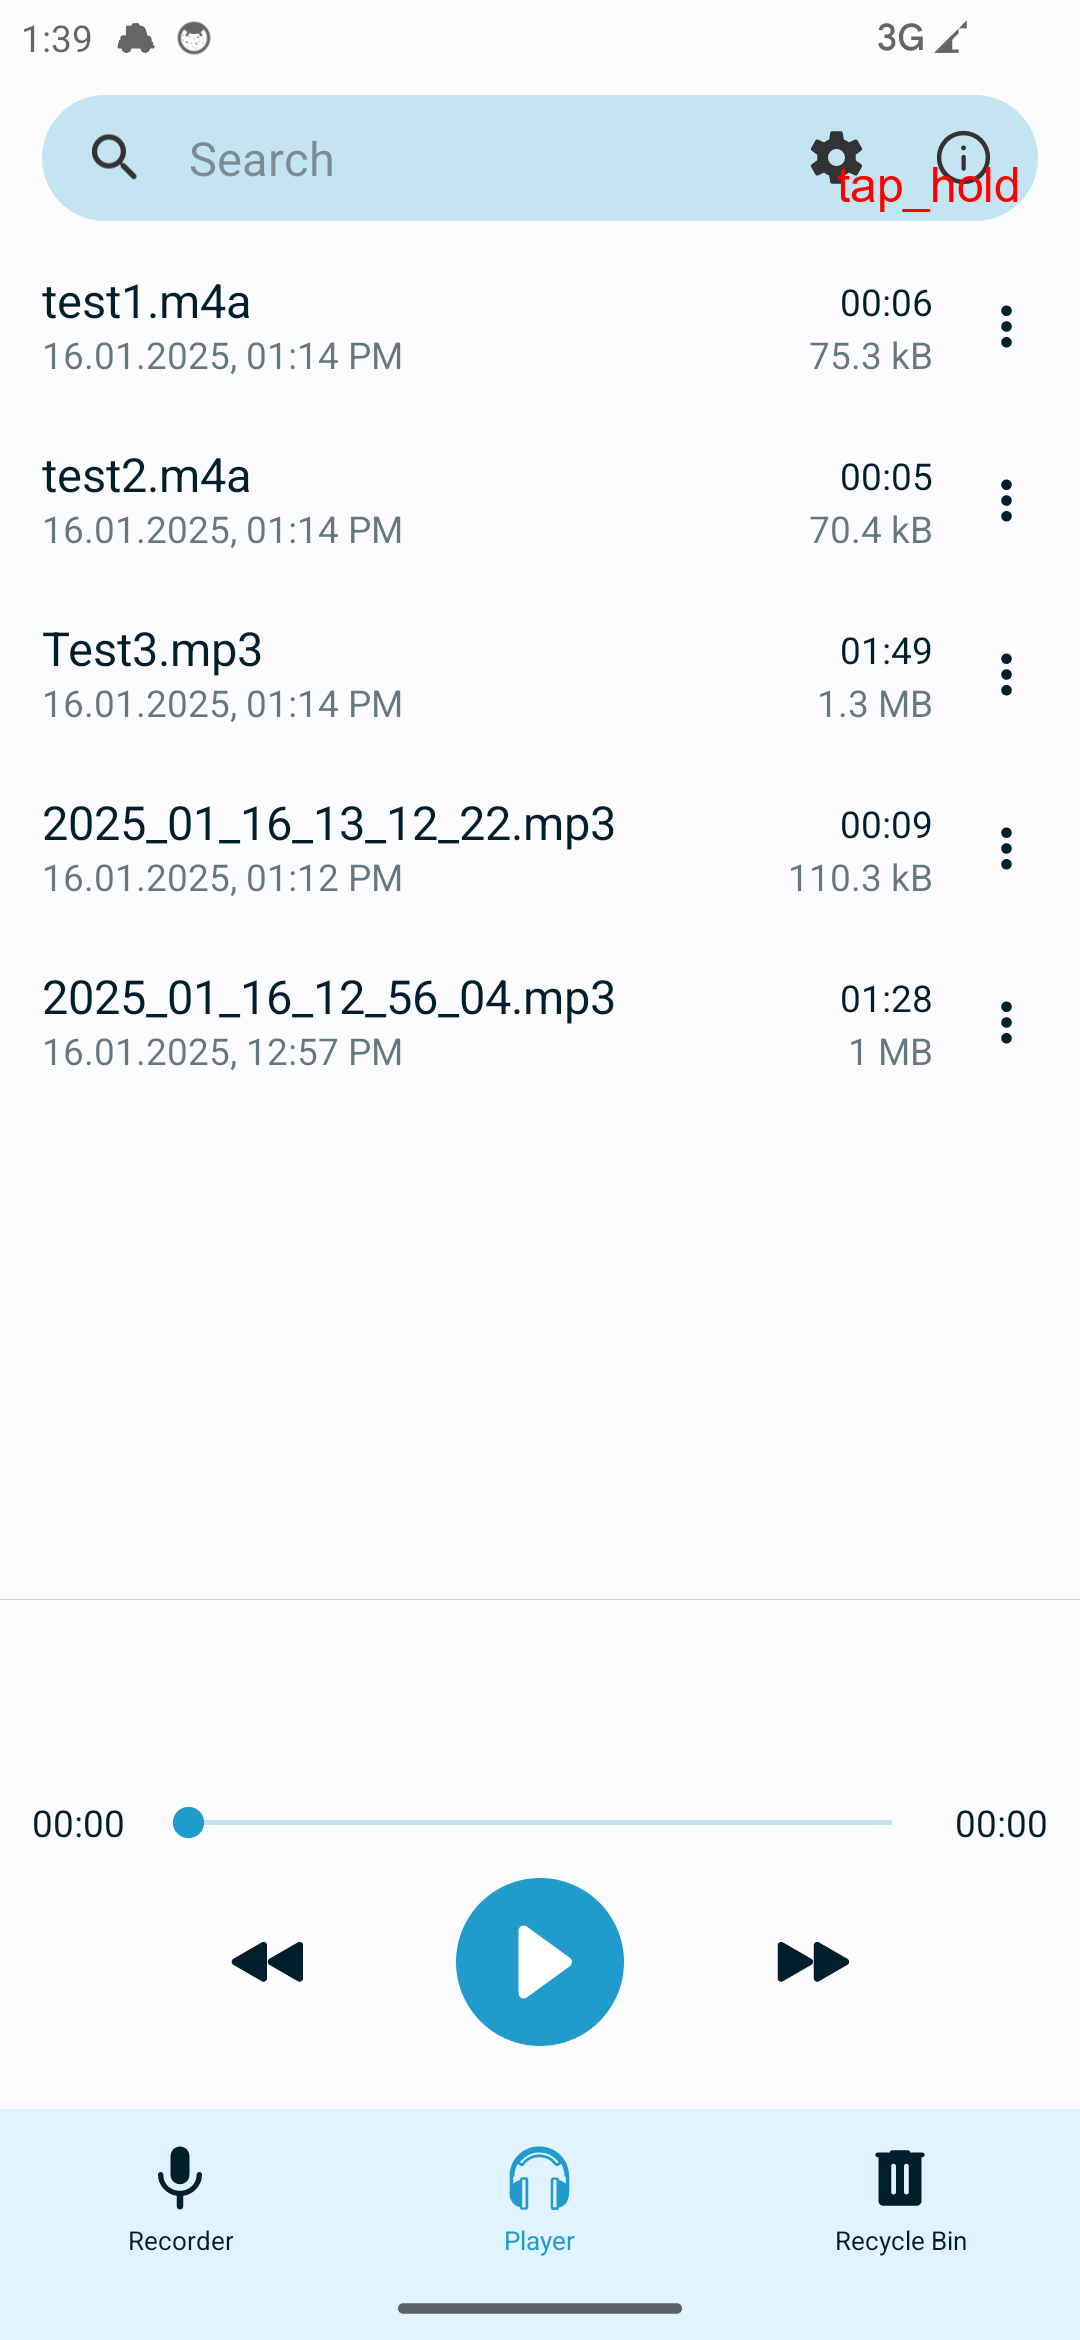 1:39
3G
Search
tap_hold
test1.m4a
00:06
16.01.2025, 01:14 PM
75.3 kB
test2.m4a
00:05
16.01.2025, 01:14 PM
70.4 kB
Test3.mp3
01:49
16.01.2025, 01:14 PM
1.3 MB
2025_01_16_13_12_22.mp3
00:09
16.01.2025, 01:12 PM
110.3 kB
2025_01_16_12_56_04.mp3
01:28
16.01.2025, 12:57 PM
1 MB
00:00
00:00
Recorder
Player
Recycle Bin